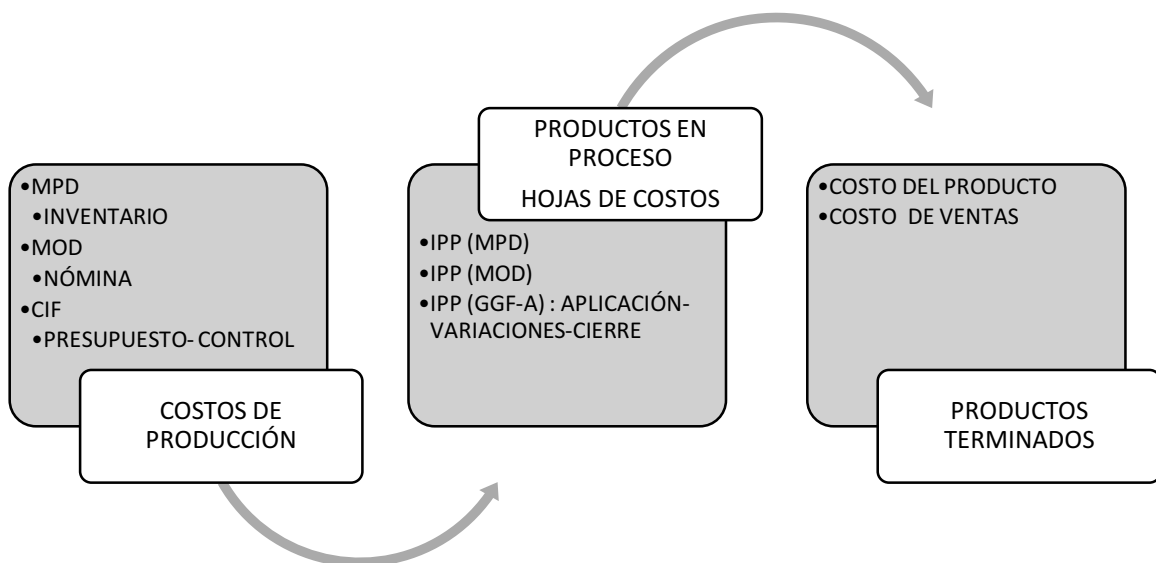 •MPD
•INVENTARIO
•MOD
•NÓMINA
•CIF
•PRESUPUESTO- CONTROL
COSTOS DE
PRODUCCIÓN
PRODUCTOS EN
PROCESO
HOJAS DE COSTOS
•IPP (MPD)
•IPP (MOD)
•IPP (GGF-A) : APLICACIÓN-
VARIACIONES-CIERRE
•COSTO DEL PRODUCTO
•COSTO DE VENTAS
PRODUCTOS
TERMINADOS